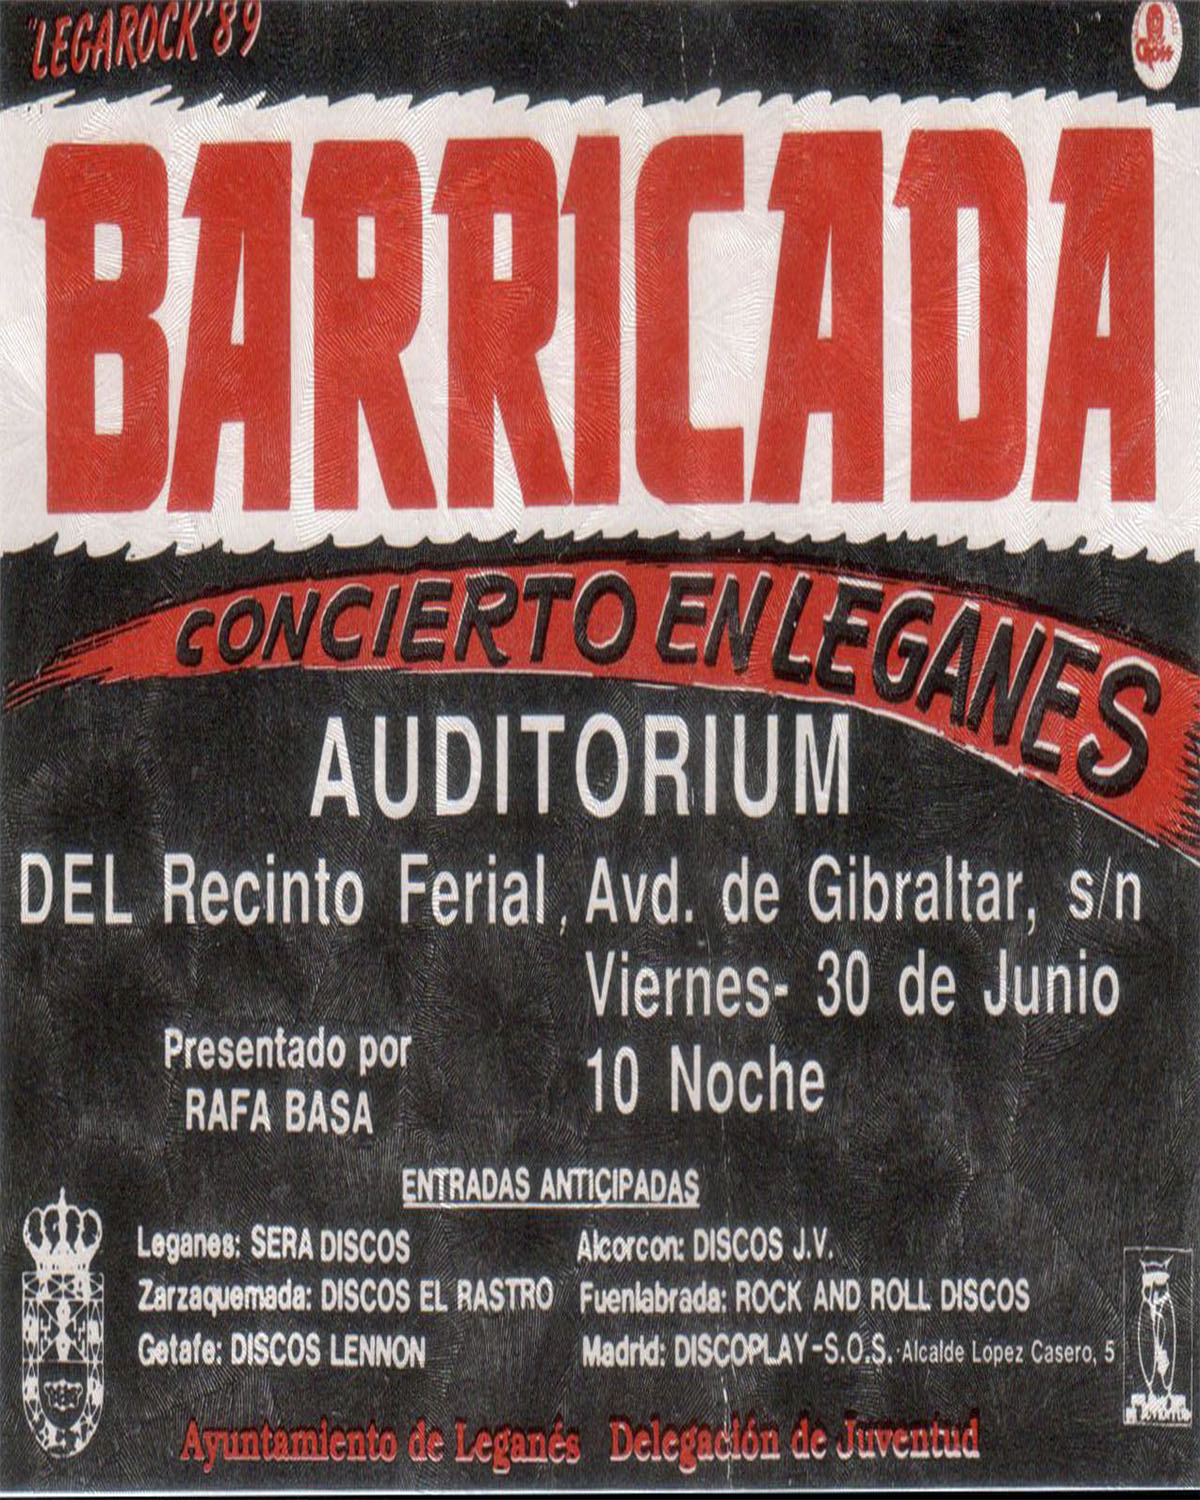 "LEGAROCK'89
BARRICADA
CONCIERTO EN LEGANES
AUDITORIUM
DEL Recinto Ferial, Avd. de Gibraltar, s/n
Viernes- 30 de Junio
10 Noche
Presentado por
RAFA BASA
ENTRADAS ANTICIPADAS
Leganes: SERA DISCOS
Zarzaquemada: DISCOS EL RASTRO
Getafe: DISCOS LENNON
Alcorcon: DISCOS J.V.
Fuenlabrada: ROCK AND ROLL DISCOS
Madrid: DISCOPLAY-S.O.S.-Alcalde López Casero, 5
Ayuntamiento de Leganés Delegación de Juventud